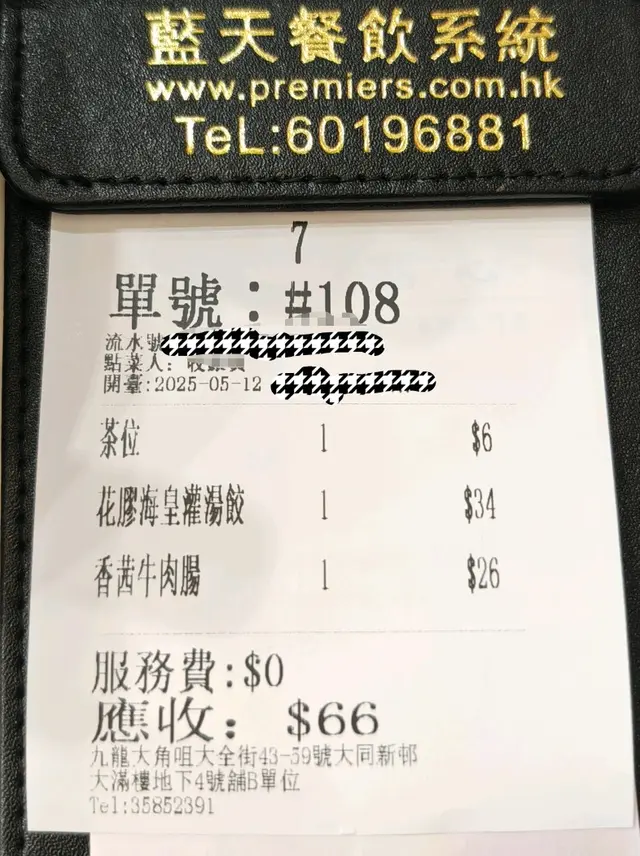 藍天餐飲系統
www.premiers.com.hk
TeL:60196881
7
單號：#108
流水號
點菜人：
開臺:2025-05-12
茶位 1 $6
花膠海皇灌湯餃 1 $34
香茜牛肉腸 1 $26
服務費:$0
應收：$66
九龍大角咀大全街43-59號大同新邨
大滿樓地下4號舖B單位
Tel:35852391